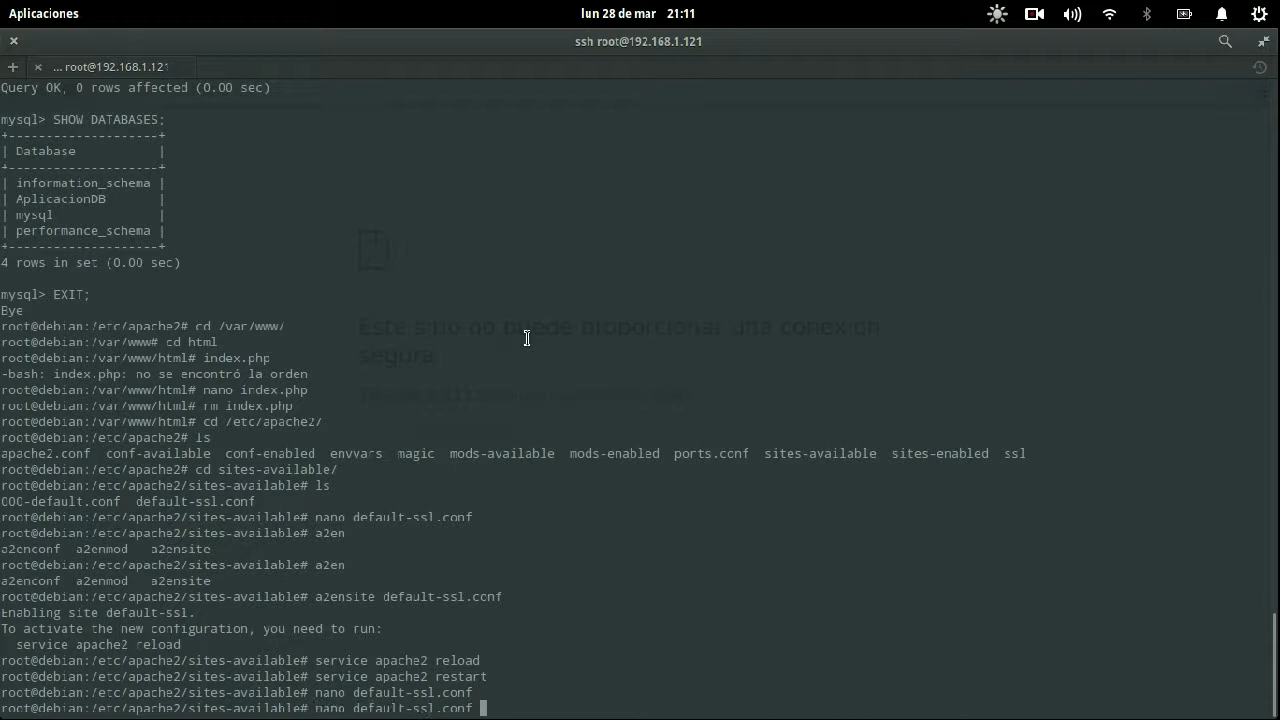 Aplicaciones
lun 28 de mar 21:11
ssh root@192.168.1.121
... root@192.168.1.121
Query OK, 0 rows affected (0.00 sec)
mysql> SHOW DATABASES;
+--------------------+
| Database           |
+--------------------+
| information_schema |
| AplicacionDB       |
| mysql              |
| performance_schema |
+--------------------+
4 rows in set (0.00 sec)
mysql> EXIT;
Bye
root@debian:/etc/apache2# cd /var/www/
root@debian:/var/www# cd html
root@debian:/var/www/html# index.php
-bash: index.php: no se encontró la orden
root@debian:/var/www/html# nano index.php
root@debian:/var/www/html# rm index.php
root@debian:/var/www/html# cd /etc/apache2/
root@debian:/etc/apache2# ls
apache2.conf  conf-available  conf-enabled  envvars  magic  mods-available  mods-enabled  ports.conf  sites-available  sites-enabled  ssl
root@debian:/etc/apache2# cd sites-available/
root@debian:/etc/apache2/sites-available# ls
000-default.conf  default-ssl.conf
root@debian:/etc/apache2/sites-available# nano default-ssl.conf
root@debian:/etc/apache2/sites-available# a2en
a2enconf  a2enmod   a2ensite
root@debian:/etc/apache2/sites-available# a2en
a2enconf  a2enmod   a2ensite
root@debian:/etc/apache2/sites-available# a2ensite default-ssl.conf
Enabling site default-ssl.
To activate the new configuration, you need to run:
  service apache2 reload
root@debian:/etc/apache2/sites-available# service apache2 reload
root@debian:/etc/apache2/sites-available# service apache2 restart
root@debian:/etc/apache2/sites-available# nano default-ssl.conf
root@debian:/etc/apache2/sites-available# nano default-ssl.conf
Este sitio no puede proporcionar una conexión
segura